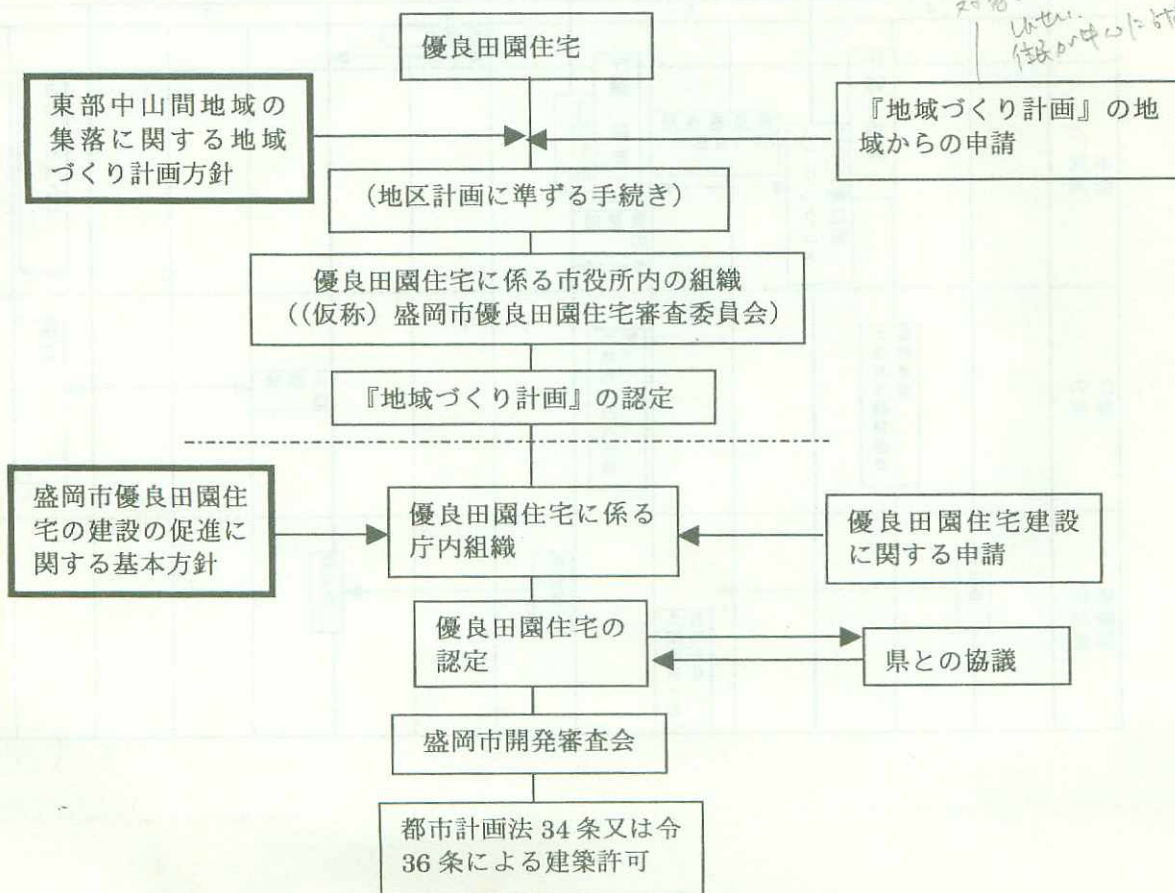 優良田園住宅
東部中山間地域の
集落に関する地域
づくり計画方針
『地域づくり計画』の地
域からの申請
(地区計画に準ずる手続き)
優良田園住宅に係る市役所内の組織
((仮称)盛岡市優良田園住宅審査委員会)
『地域づくり計画』の認定
盛岡市優良田園住
宅の建設の促進に
関する基本方針
優良田園住宅に係る
庁内組織
優良田園住宅建設
に関する申請
優良田園住宅の
認定
県との協議
盛岡市開発審査会
都市計画法 34 条又は令
36 条による建築許可